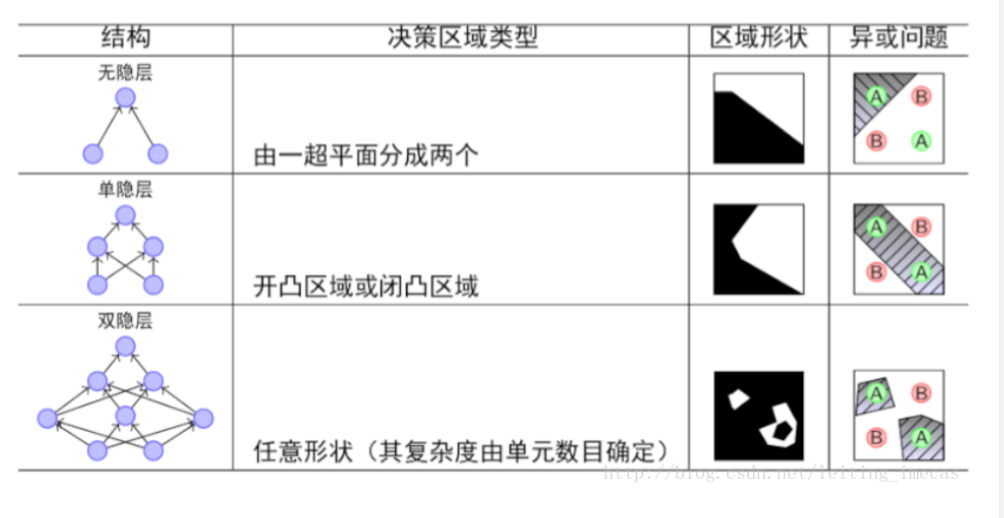 结构 决策区域类型 区域形状 异或问题
无隐层
A B
由一超平面分成两个
B A
单隐层
A B
B A
开凸区域或闭凸区域
双隐层
A B
B A
任意形状（其复杂度由单元数目确定）
http://blog.csdn.net/leiting_imecas